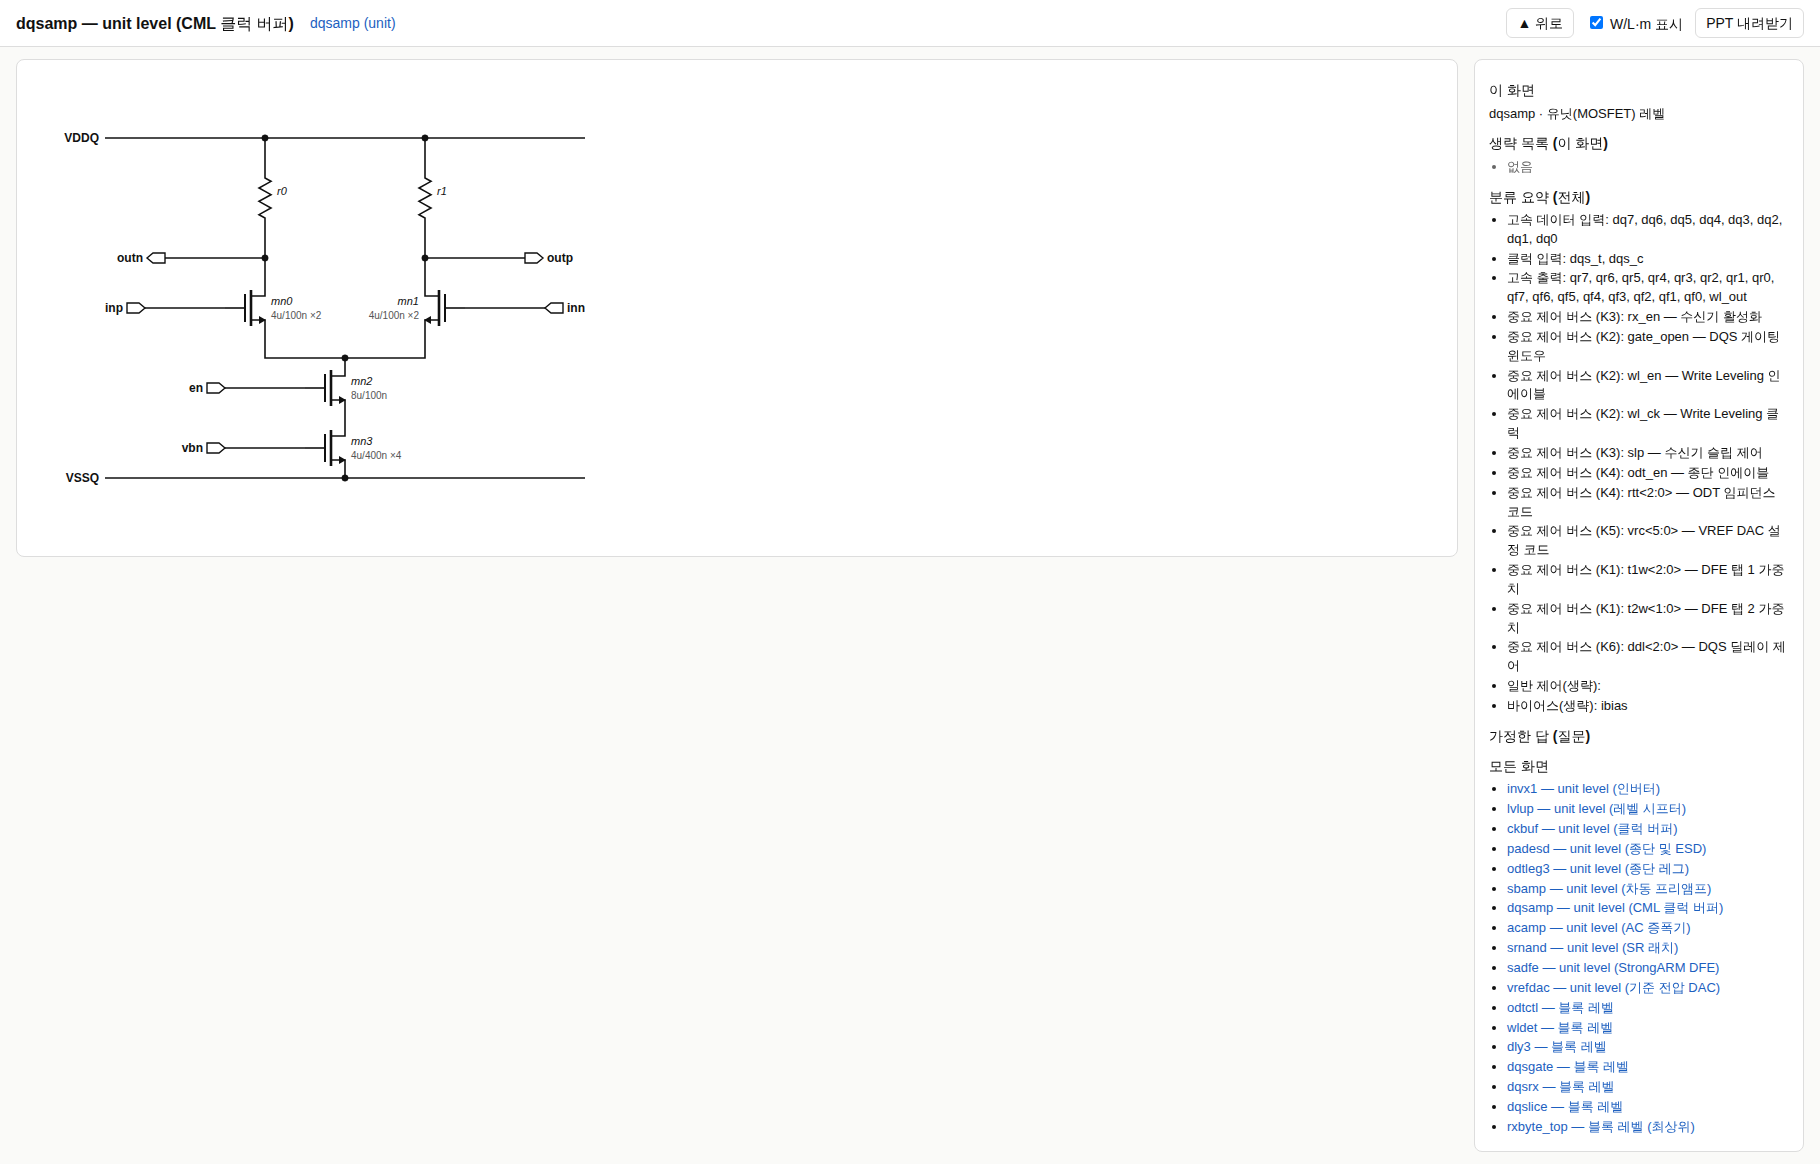 dqsamp — unit level (CML 클럭 버퍼) dqsamp (unit) ▲ 위로 W/L·m 표시 PPT 내려받기
VDDQ
r0 r1
outn outp
inp mn0 mn1 inn
4u/100n ×2 4u/100n ×2
en mn2
8u/100n
vbn mn3
4u/400n ×4
VSSQ
이 화면
dqsamp · 유닛(MOSFET) 레벨
생략 목록 (이 화면)
없음
분류 요약 (전체)
고속 데이터 입력: dq7, dq6, dq5, dq4, dq3, dq2,
dq1, dq0
클럭 입력: dqs_t, dqs_c
고속 출력: qr7, qr6, qr5, qr4, qr3, qr2, qr1, qr0,
qf7, qf6, qf5, qf4, qf3, qf2, qf1, qf0, wl_out
중요 제어 버스 (K3): rx_en — 수신기 활성화
중요 제어 버스 (K2): gate_open — DQS 게이팅
윈도우
중요 제어 버스 (K2): wl_en — Write Leveling 인
에이블
중요 제어 버스 (K2): wl_ck — Write Leveling 클
럭
중요 제어 버스 (K3): slp — 수신기 슬립 제어
중요 제어 버스 (K4): odt_en — 종단 인에이블
중요 제어 버스 (K4): rtt<2:0> — ODT 임피던스
코드
중요 제어 버스 (K5): vrc<5:0> — VREF DAC 설
정 코드
중요 제어 버스 (K1): t1w<2:0> — DFE 탭 1 가중
치
중요 제어 버스 (K1): t2w<1:0> — DFE 탭 2 가중
치
중요 제어 버스 (K6): ddl<2:0> — DQS 딜레이 제
어
일반 제어(생략):
바이어스(생략): ibias
가정한 답 (질문)
모든 화면
invx1 — unit level (인버터)
lvlup — unit level (레벨 시프터)
ckbuf — unit level (클럭 버퍼)
padesd — unit level (종단 및 ESD)
odtleg3 — unit level (종단 레그)
sbamp — unit level (차동 프리앰프)
dqsamp — unit level (CML 클럭 버퍼)
acamp — unit level (AC 증폭기)
srnand — unit level (SR 래치)
sadfe — unit level (StrongARM DFE)
vrefdac — unit level (기준 전압 DAC)
odtctl — 블록 레벨
wldet — 블록 레벨
dly3 — 블록 레벨
dqsgate — 블록 레벨
dqsrx — 블록 레벨
dqslice — 블록 레벨
rxbyte_top — 블록 레벨 (최상위)